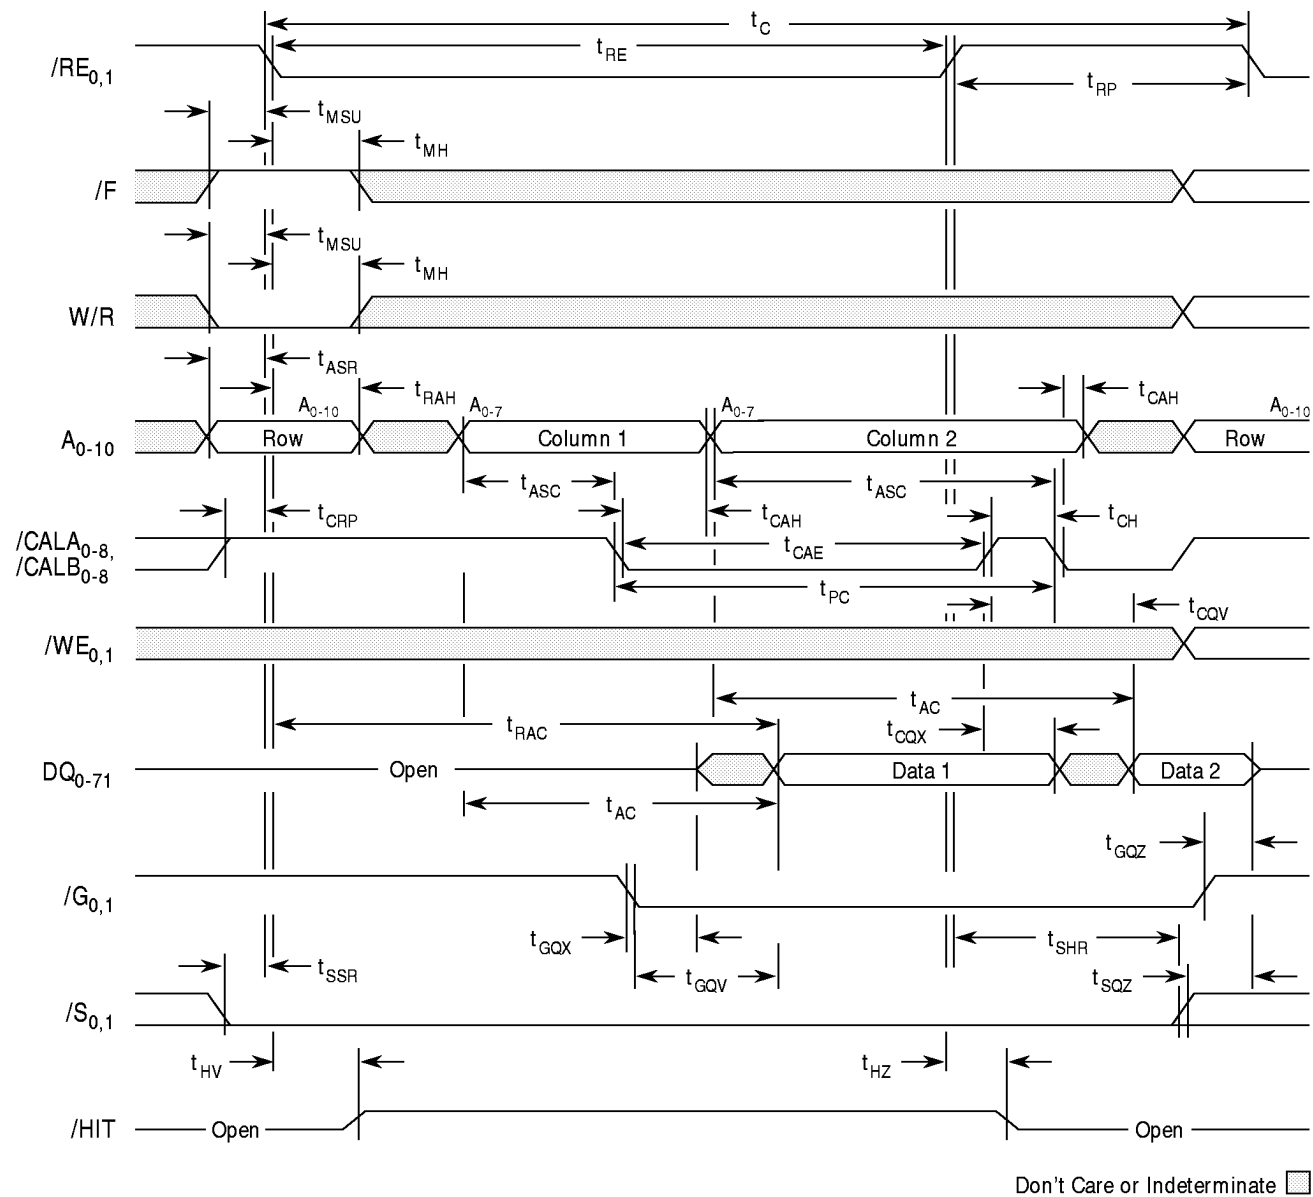 tC
/RE0,1
tRE
tRP
tMSU
tMH
/F
tMSU
tMH
W/R
tASR
tRAH
tCAH
A0-10
A0-7
A0-7
A0-10
A0-10
Row
Column 1
Column 2
Row
tASC
tASC
tCRP
tCAH
tCH
/CALA0-8,
/CALB0-8
tCAE
tPC
tCQV
/WE0,1
tAC
tRAC
tCQX
DQ0-71
Open
Data 1
Data 2
tAC
tGQZ
/G0,1
tGQX
tSHR
tSSR
tGQV
tSQZ
/S0,1
tHV
tHZ
/HIT
Open
Open
Don't Care or Indeterminate